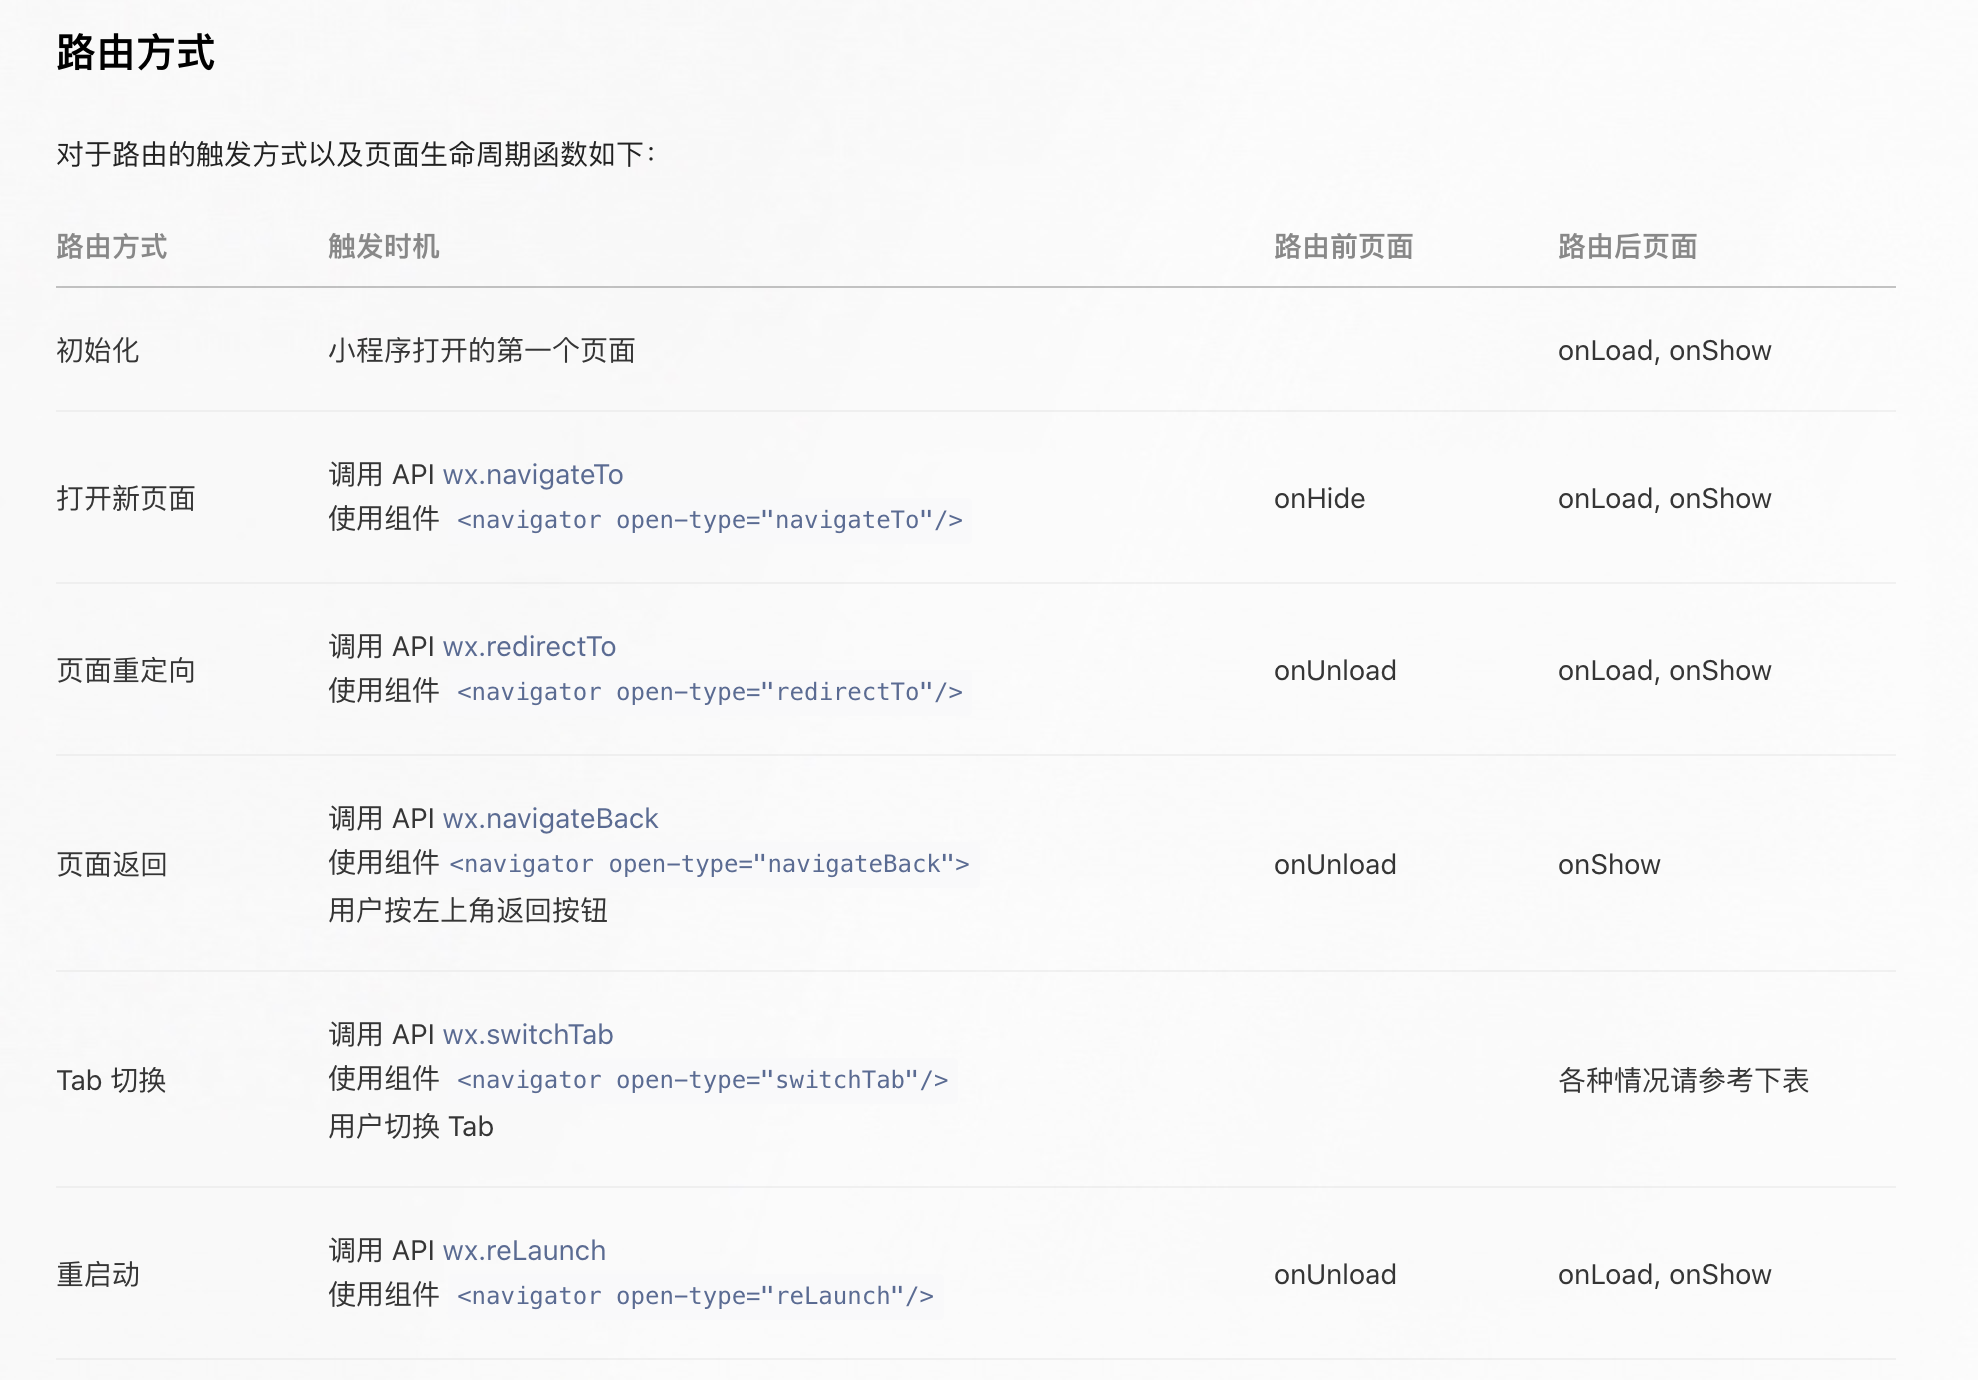 路由方式
对于路由的触发方式以及页面生命周期函数如下：
路由方式 触发时机 路由前页面 路由后页面
初始化 小程序打开的第一个页面 onLoad, onShow
打开新页面 调用 API wx.navigateTo
使用组件 <navigator open-type="navigateTo"/> onHide onLoad, onShow
页面重定向 调用 API wx.redirectTo
使用组件 <navigator open-type="redirectTo"/> onUnload onLoad, onShow
调用 API wx.navigateBack
页面返回 使用组件 <navigator open-type="navigateBack"> onUnload onShow
用户按左上角返回按钮
调用 API wx.switchTab
Tab 切换 使用组件 <navigator open-type="switchTab"/> 各种情况请参考下表
用户切换 Tab
重启动 调用 API wx.reLaunch
使用组件 <navigator open-type="reLaunch"/> onUnload onLoad, onShow